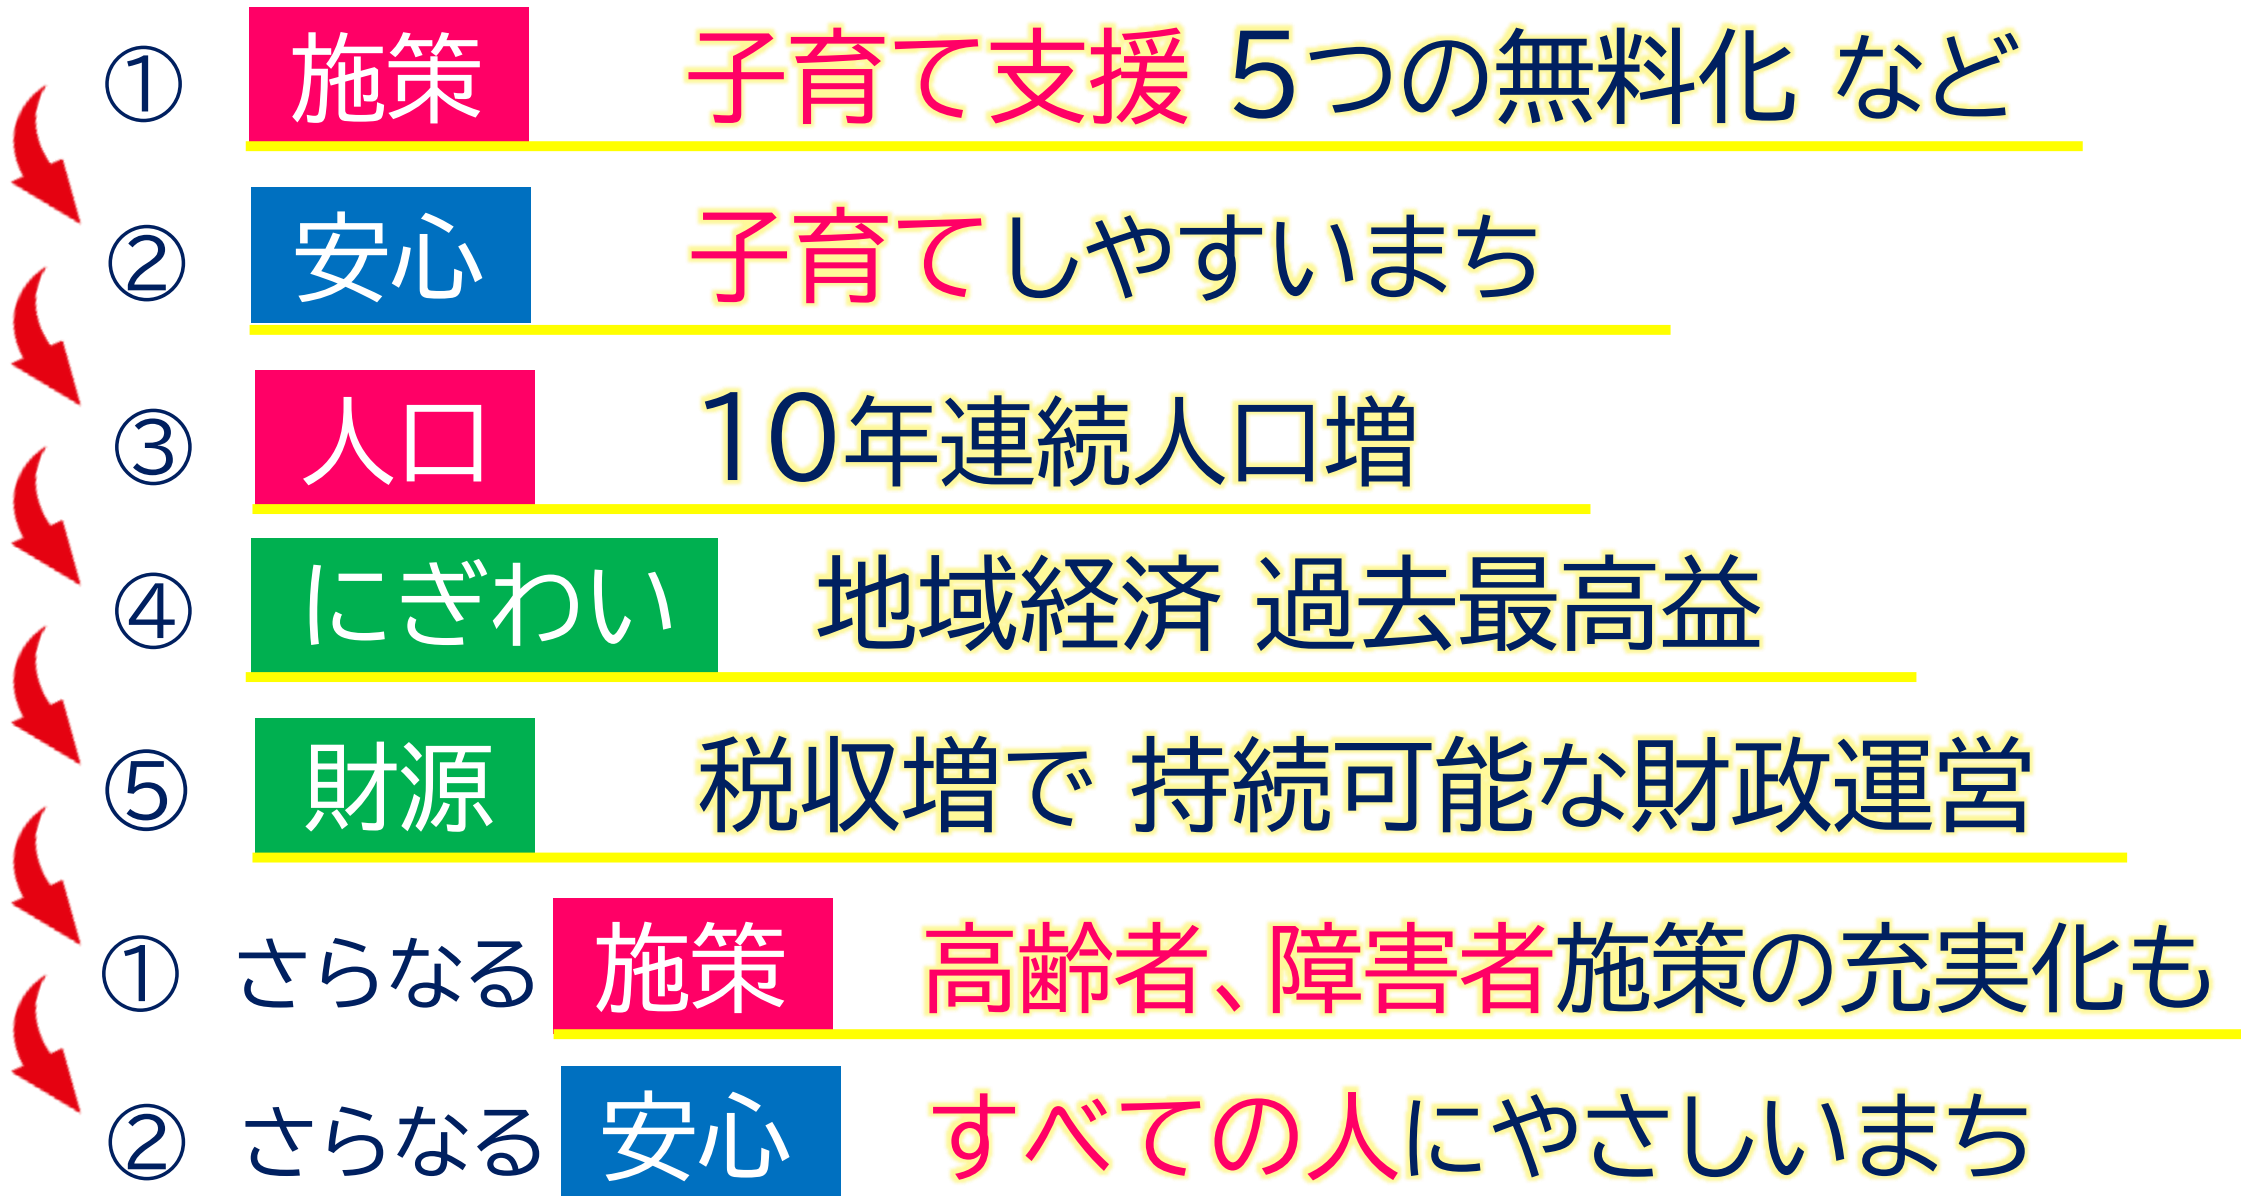 ① 施策 子育て支援 5つの無料化 など
② 安心 子育てしやすいまち
③ 人口 10年連続人口増
④ にぎわい 地域経済 過去最高益
⑤ 財源 税収増で 持続可能な財政運営
① さらなる 施策 高齢者、障害者施策の充実化も
② さらなる 安心 すべての人にやさしいまち